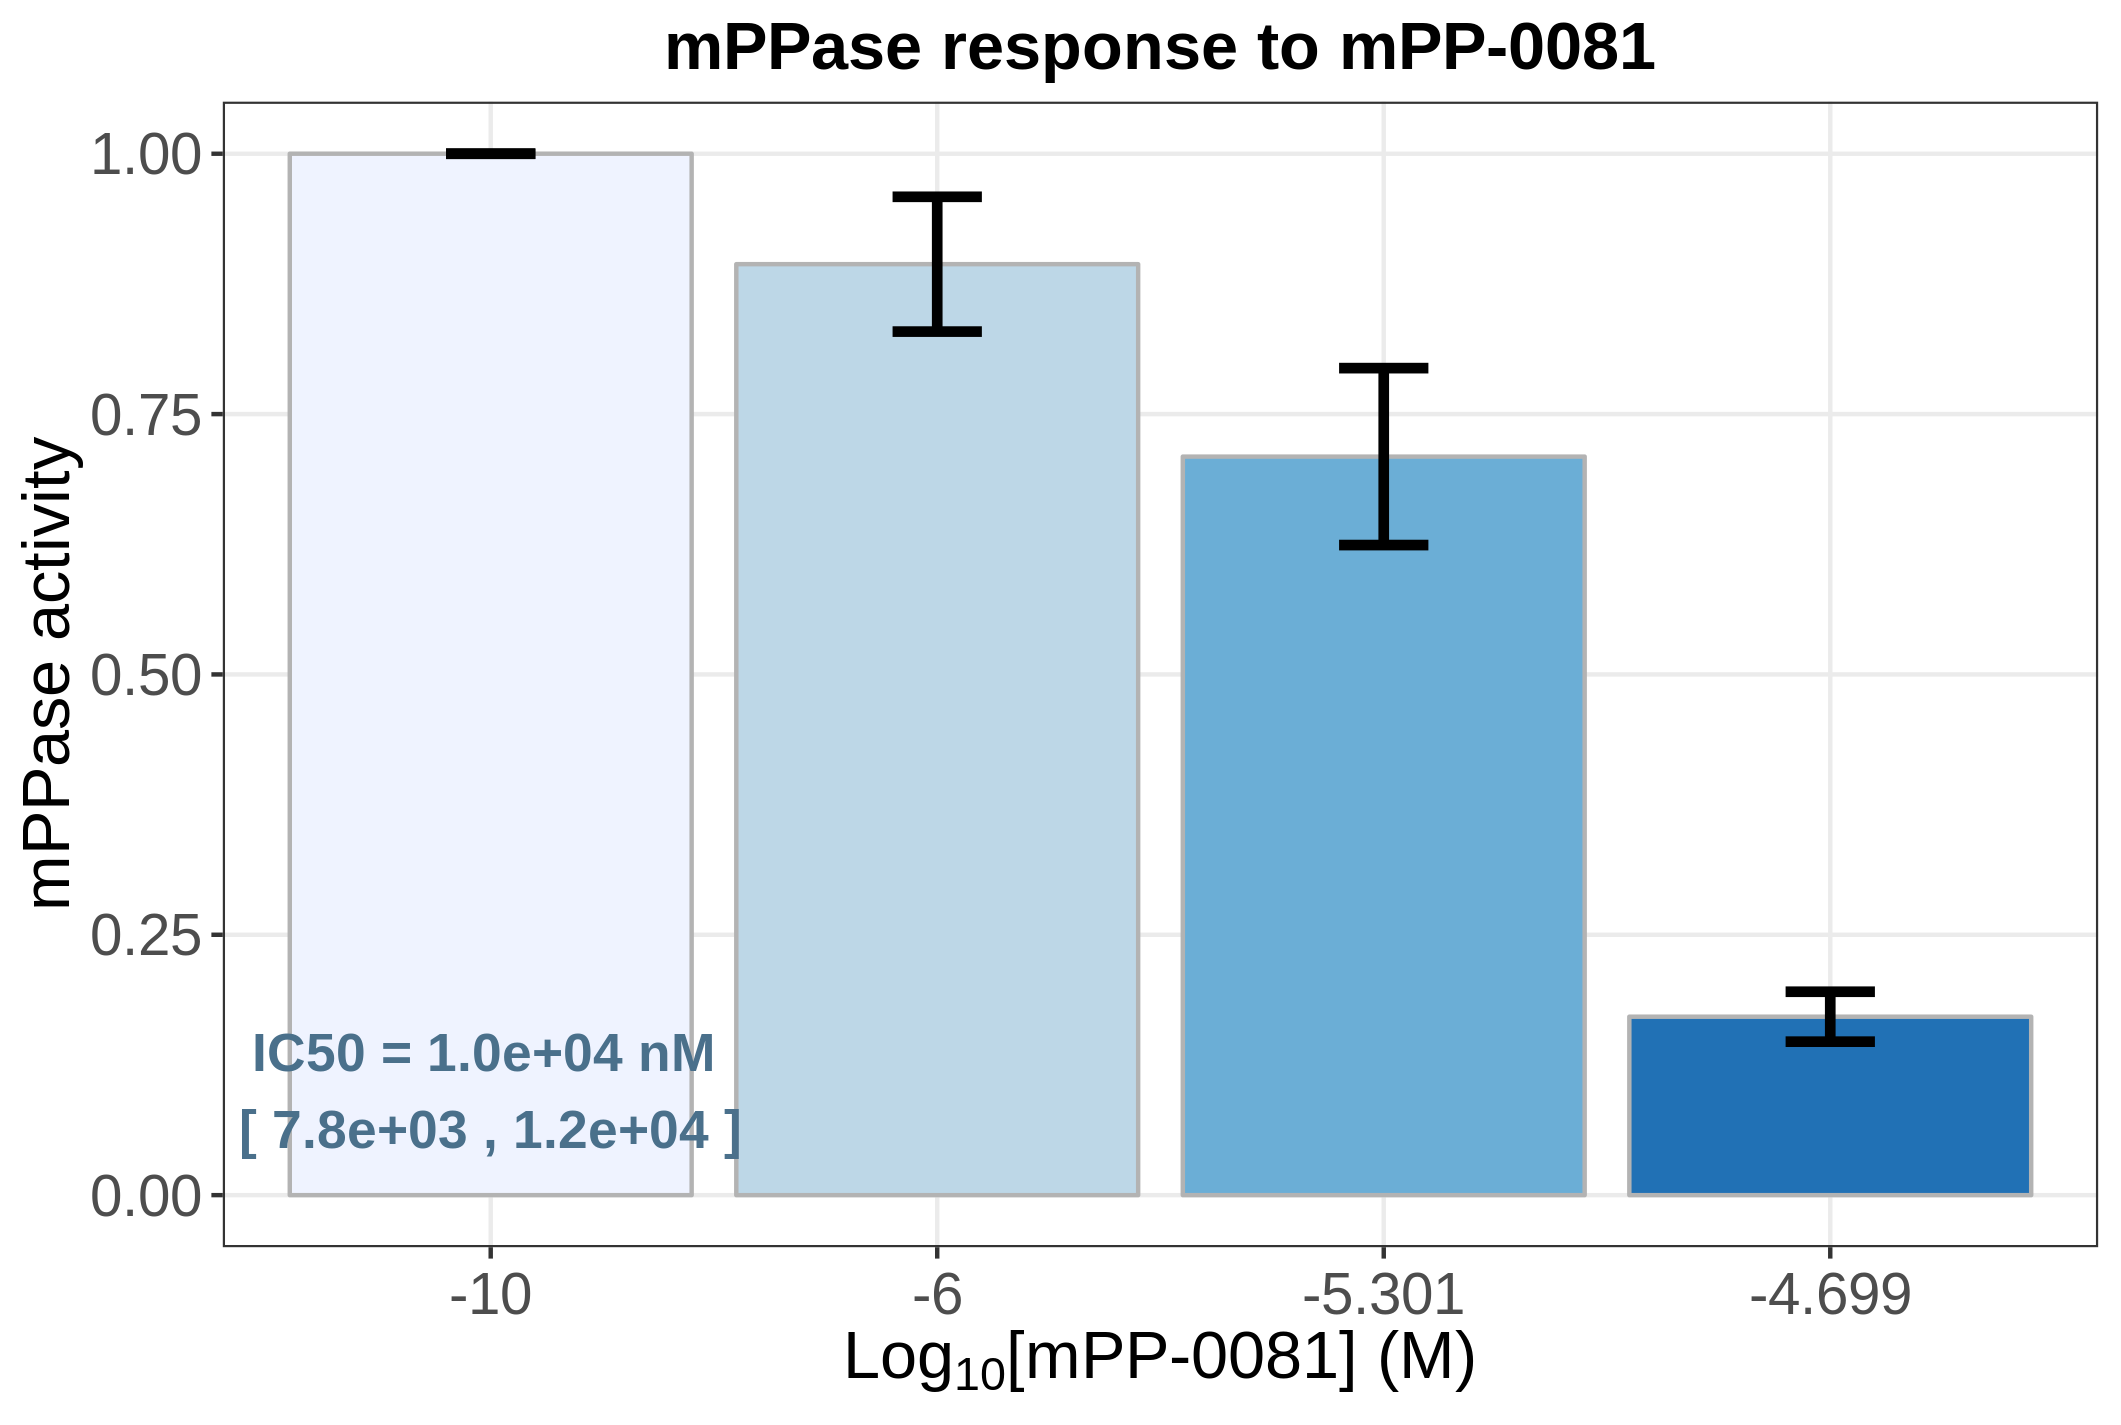 mPPase response to mPP-0081
mPPase activity
1.00
0.75
0.50
0.25
0.00
IC50 = 1.0e+04 nM
[ 7.8e+03 , 1.2e+04 ]
-10
-6
-5.301
-4.699
Log₁₀[mPP-0081] (M)